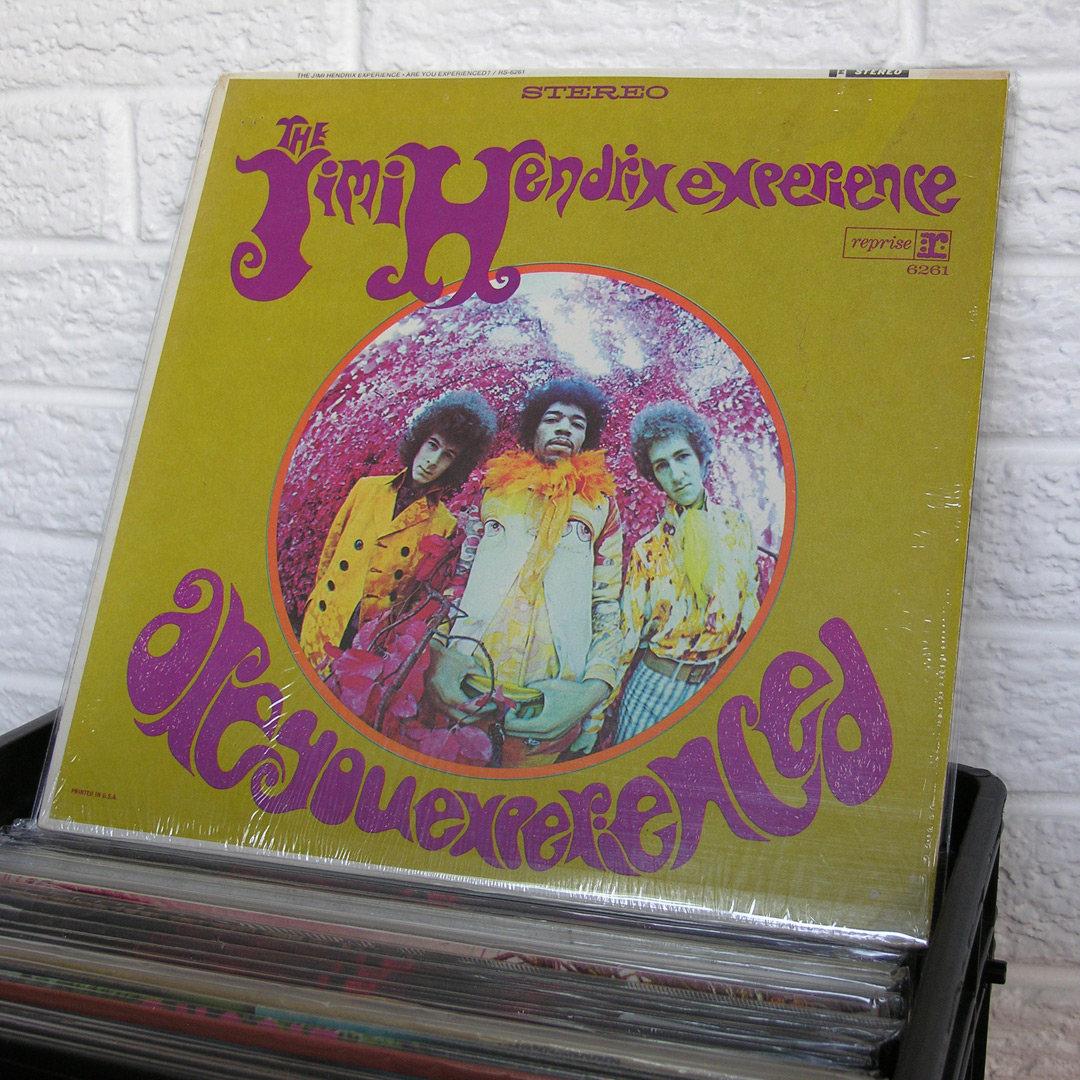 THE JIMI HENDRIX EXPERIENCE • ARE YOU EXPERIENCED? / RS-6261
STEREO
STEREO
THE
Jimi Hendrix experience
reprise r:
6261
are you experienced
PRINTED IN U.S.A.